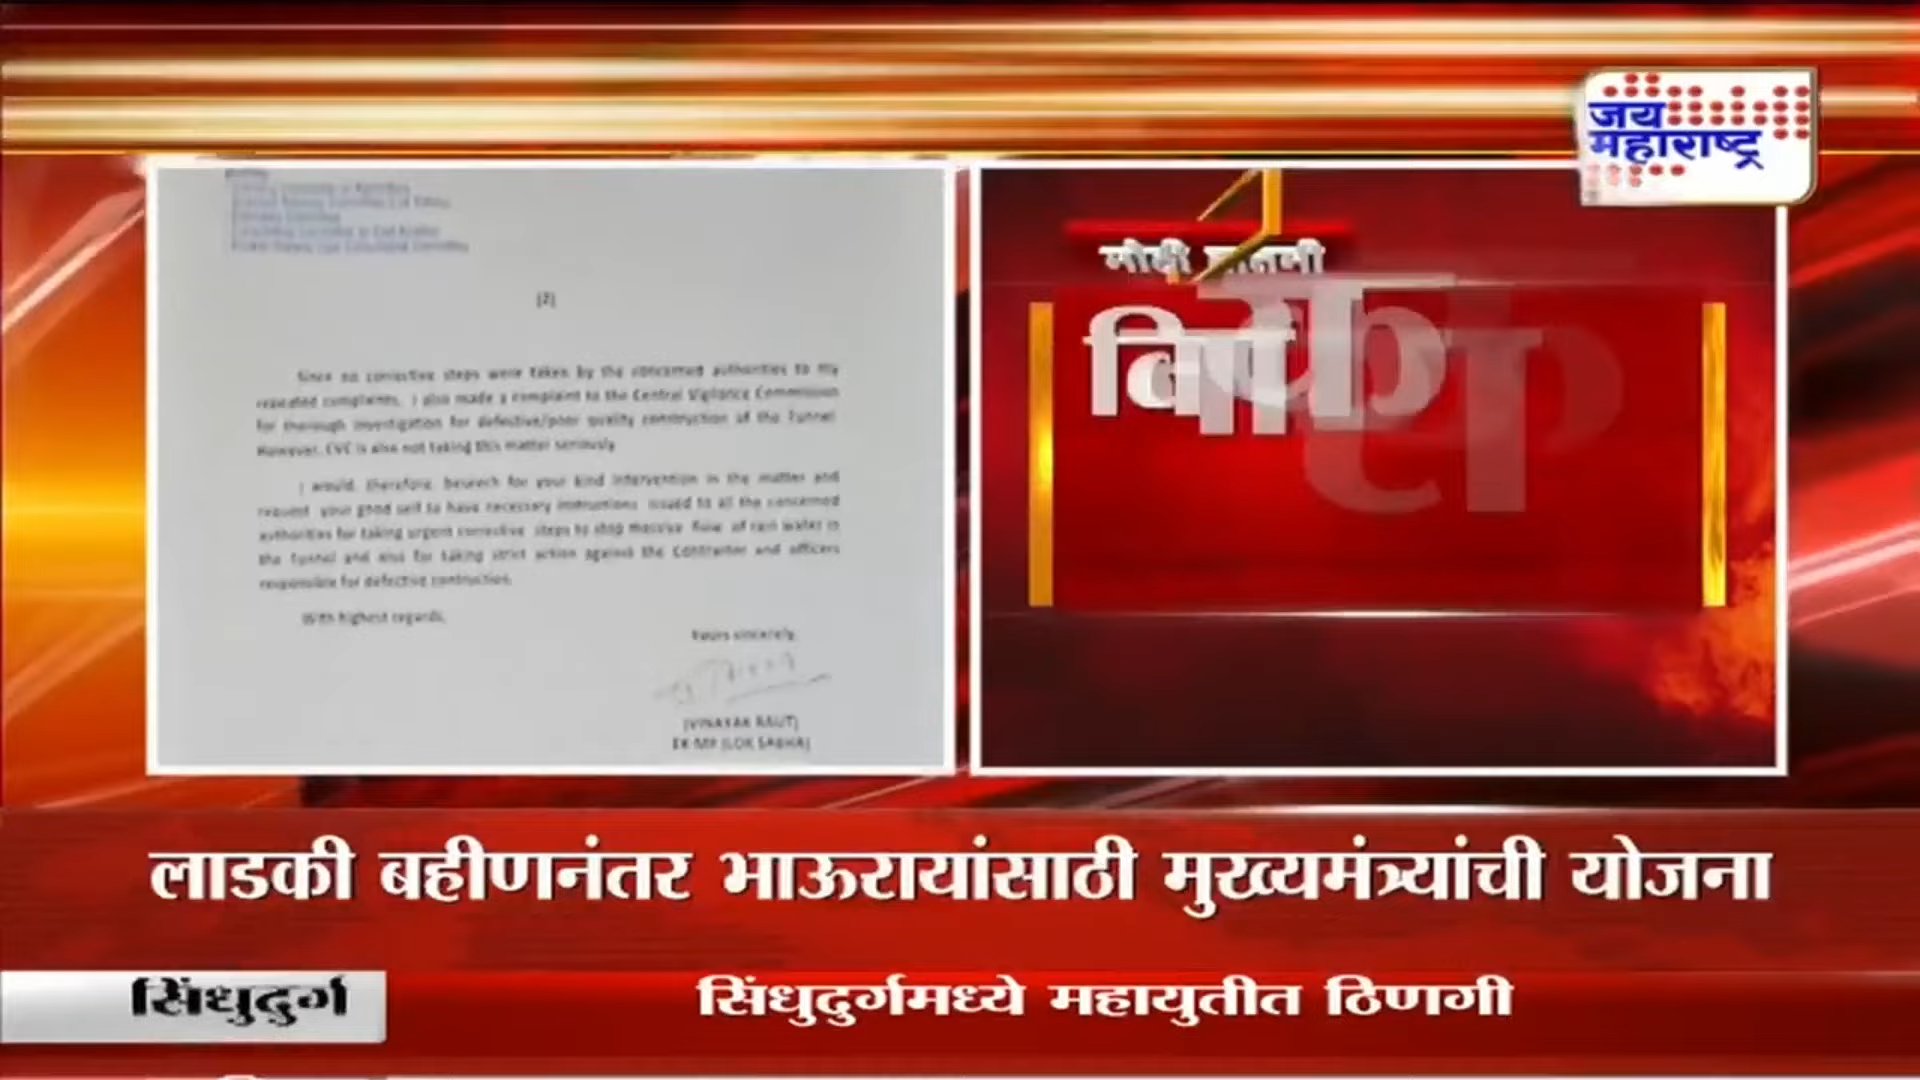 जय
महाराष्ट्र
(2)
Since no corrective steps were taken by the concerned authorities to my
repeated complaints, I also made a complaint to the Central Vigilance Commission
for thorough investigation for defective/poor quality construction of the Tunnel.
However, CVC is also not taking this matter seriously
I would, therefore, beseech for your kind intervention in the matter and
request your good self to have necessary instructions issued to all the concerned
authorities for taking urgent corrective steps to stop massive flow of rain water in
the Tunnel and also for taking strict action against the Contractor and officers
responsible for defective contruction.
With highest regards,
Yours sincerely,
(VINAYAK RAUT)
EX-MP (LOK SABHA)
मोठी बातमी
लाडकी बहीणनंतर भाऊरायांसाठी मुख्यमंत्र्यांची योजना
सिंधुदुर्ग
सिंधुदुर्गमध्ये महायुतीत ठिणगी